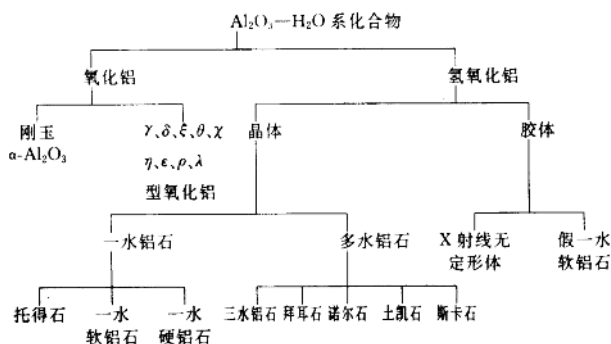 Al₂O₃—H₂O 系化合物
氧化铝 氢氧化铝
刚玉 γ、δ、ξ、θ、χ 晶体 胶体
α-Al₂O₃ η、ε、ρ、λ
型氧化铝
一水铝石 多水铝石 X 射线无 假一水
定形体 软铝石
托得石 一水 一水 三水铝石 拜耳石 诺尔石 土凯石 斯卡石
软铝石 硬铝石